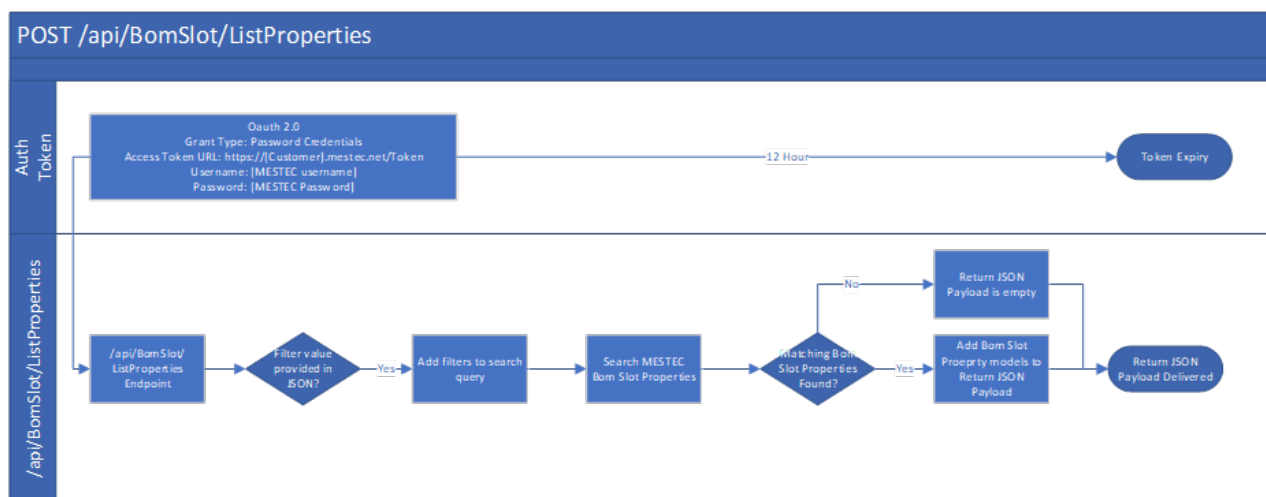 POST /api/BomSlot/ListProperties
Auth
Token
Oauth 2.0
Grant Type: Password Credentials
Access Token URL: https://[Customer].mestec.net/Token
Username: [MESTEC username]
Password: [MESTEC Password]
12 Hour
Token Expiry
/api/BomSlot/ListProperties
/api/BomSlot/
ListProperties
Endpoint
Filter value
provided in
JSON?
Yes
Add filters to search
query
Search MESTEC
Bom Slot Properties
Matching Bom
Slot Properties
Found?
No
Return JSON
Payload is empty
Yes
Add Bom Slot
Proeprty models to
Return JSON
Payload
Return JSON
Payload Delivered